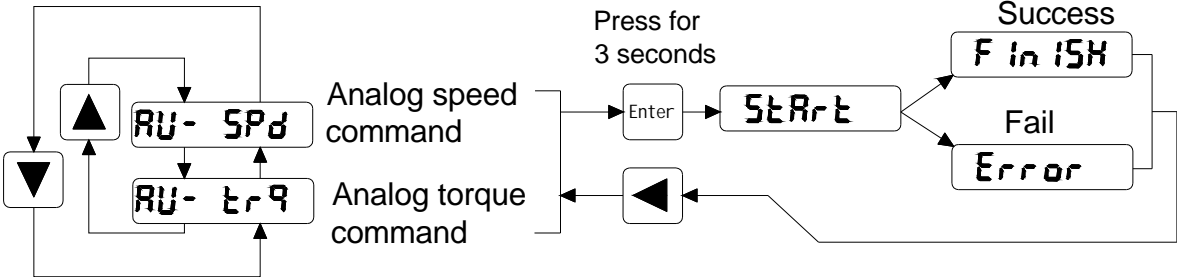 Success
Press for
3 seconds
F In ISH
Analog speed
command
AU- SPd
Enter
StArt
Fail
Error
AU- trq
Analog torque
command